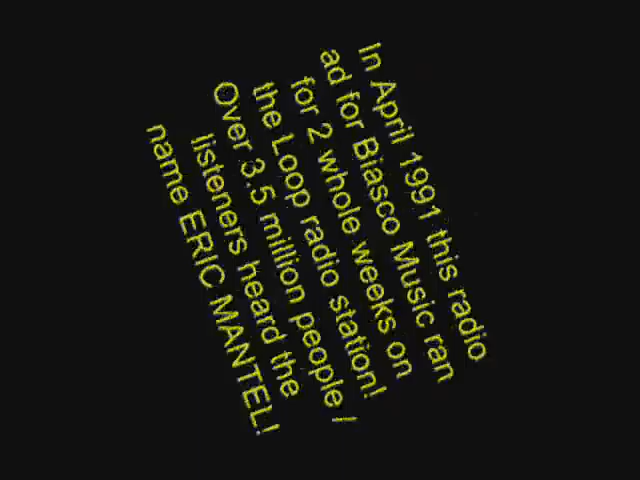 In April 1991 this radio
ad for Biasco Music ran
for 2 whole weeks on
the Loop radio station!
Over 3.5 million people /
listeners heard the
name ERIC MANTEL!